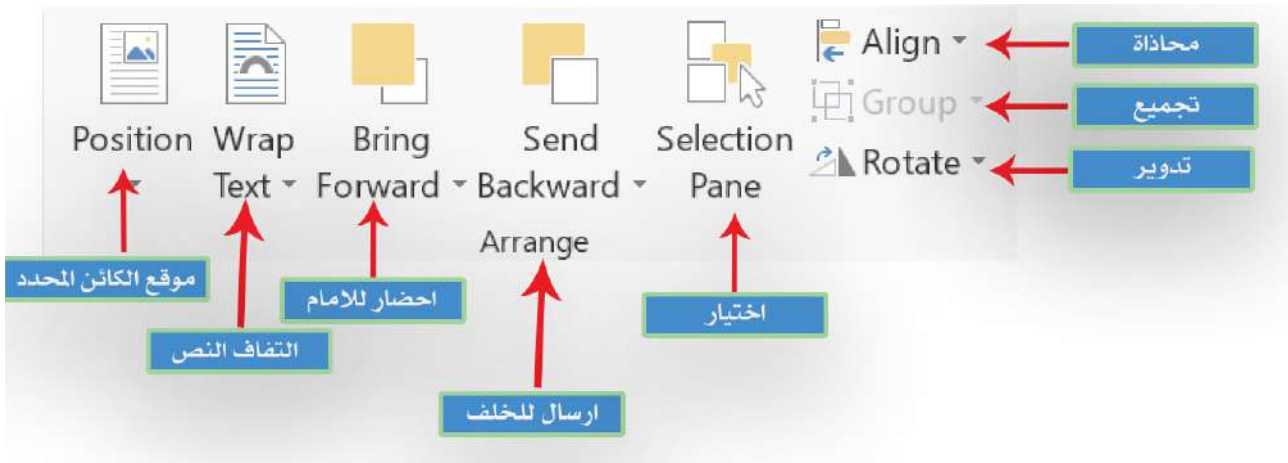 Position
Wrap
Text
Bring
Forward
Send
Backward
Selection
Pane
Align
Group
Rotate
Arrange
محاذاة
تجميع
تدوير
موقع الكائن المحدد
التفاف النص
احضار للامام
ارسال للخلف
اختيار